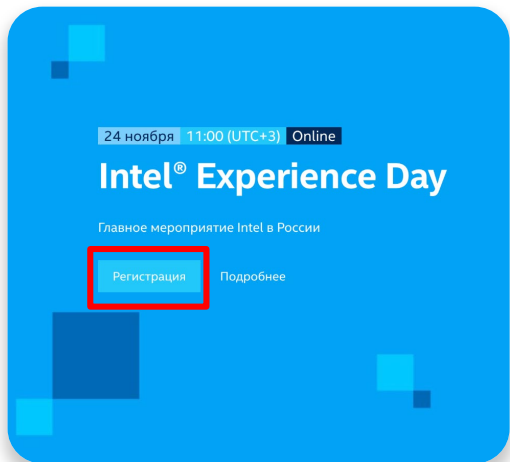 24 ноября 11:00 (UTC+3) Online
Intel® Experience Day
Главное мероприятие Intel в России
Регистрация Подробнее